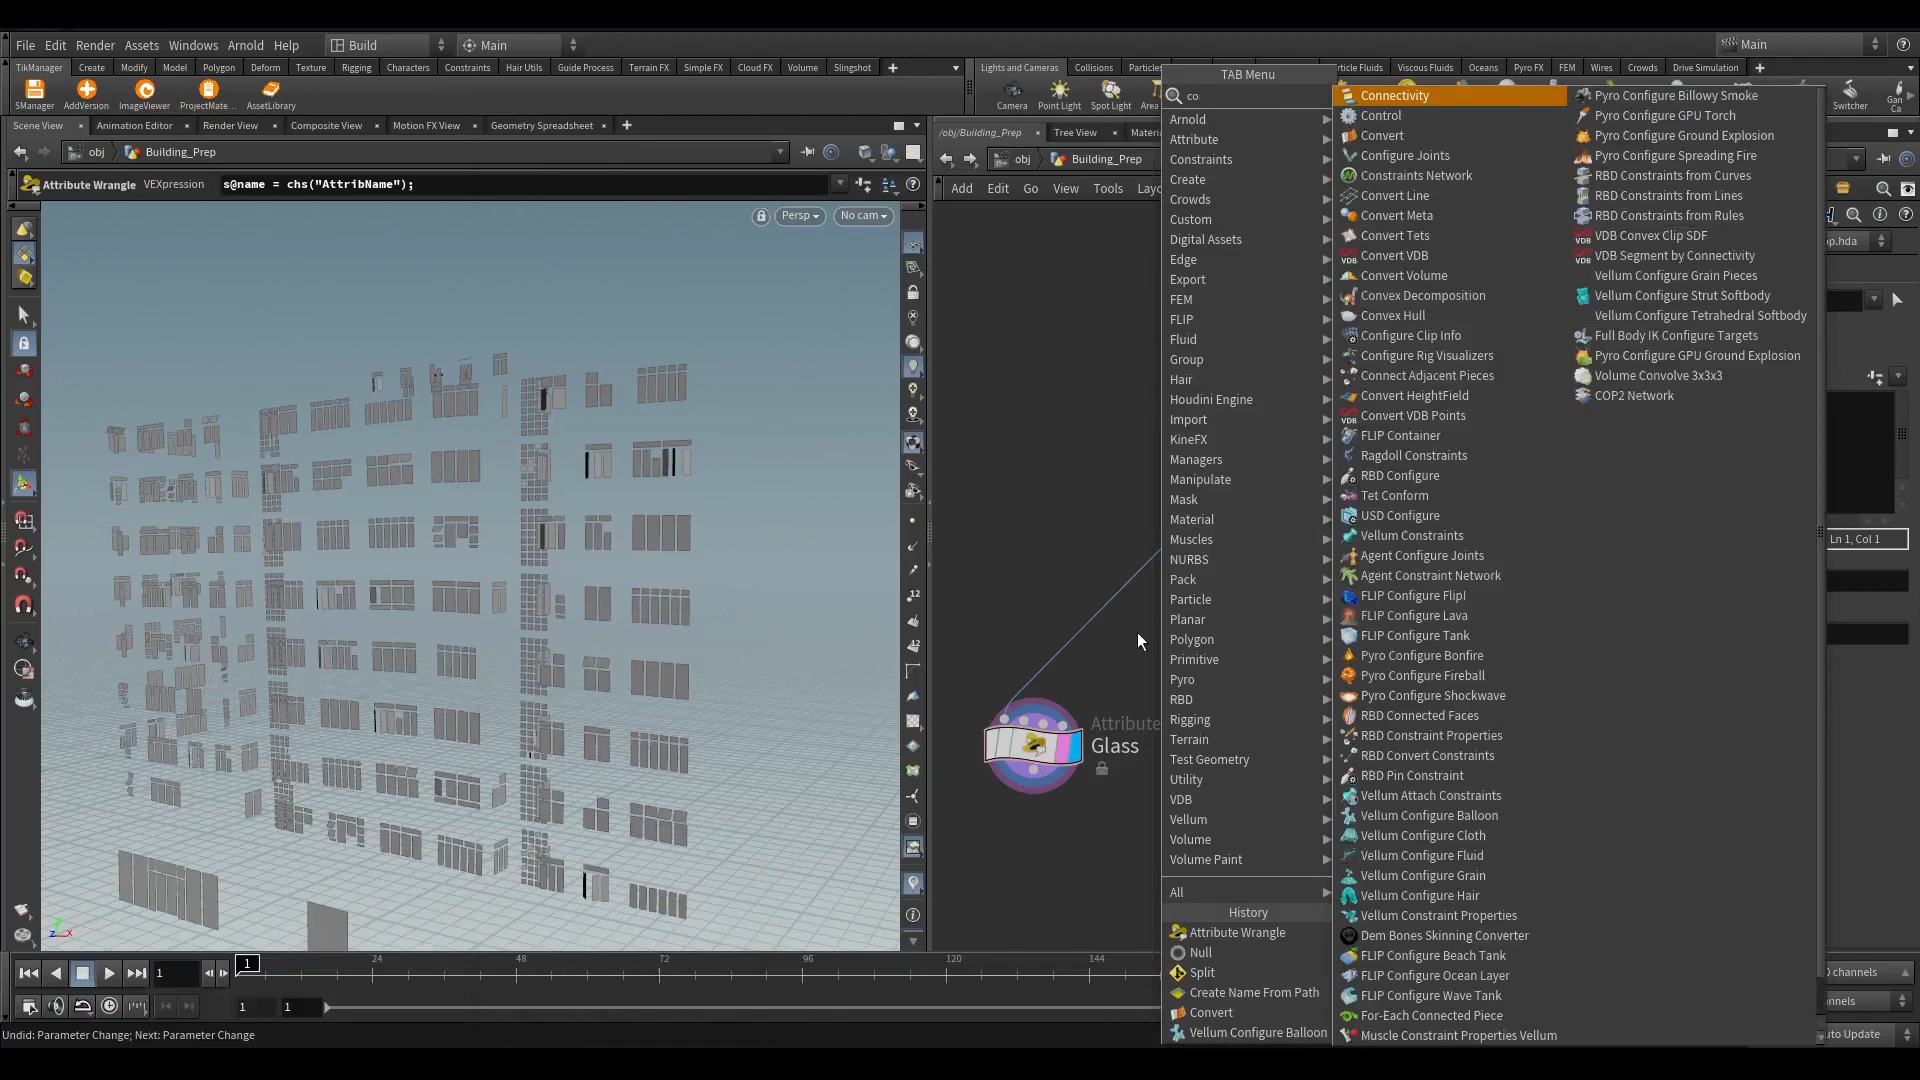 File Edit Render Assets Windows Arnold Help Build Main Main
TikManager Create Modify Model Polygon Deform Texture Rigging Characters Constraints Hair Utils Guide Process Terrain FX Simple FX Cloud FX Volume Slingshot
Lights and Cameras Collisions Particles Viscous Fluids Oceans Pyro FX FEM Wires Crowds Drive Simulation
SManager AddVersion ImageViewer ProjectMate... AssetLibrary
Camera Point Light Spot Light Area Switcher
Scene View Animation Editor Render View Composite View Motion FX View Geometry Spreadsheet
/obj/Building_Prep Tree View
obj Building_Prep
obj Building_Prep
Attribute Wrangle VEXpression s@name = chs("AttribName");
Add Edit Go View Tools
Persp No cam
TAB Menu
co
Arnold
Attribute
Constraints
Create
Crowds
Custom
Digital Assets
Edge
Export
FEM
FLIP
Fluid
Group
Hair
Houdini Engine
Import
KineFX
Managers
Manipulate
Mask
Material
Muscles
NURBS
Pack
Particle
Planar
Polygon
Primitive
Pyro
RBD
Rigging
Terrain
Test Geometry
Utility
VDB
Vellum
Volume
Volume Paint
All
History
Attribute Wrangle
Null
Split
Create Name From Path
Convert
Vellum Configure Balloon
Connectivity
Control
Convert
Configure Joints
Constraints Network
Convert Line
Convert Meta
Convert Tets
Convert VDB
Convert Volume
Convex Decomposition
Convex Hull
Configure Clip Info
Configure Rig Visualizers
Connect Adjacent Pieces
Convert HeightField
Convert VDB Points
FLIP Container
Ragdoll Constraints
RBD Configure
Tet Conform
USD Configure
Vellum Constraints
Agent Configure Joints
Agent Constraint Network
FLIP Configure Flip!
FLIP Configure Lava
FLIP Configure Tank
Pyro Configure Bonfire
Pyro Configure Fireball
Pyro Configure Shockwave
RBD Connected Faces
RBD Constraint Properties
RBD Convert Constraints
RBD Pin Constraint
Vellum Attach Constraints
Vellum Configure Balloon
Vellum Configure Cloth
Vellum Configure Fluid
Vellum Configure Grain
Vellum Configure Hair
Vellum Constraint Properties
Dem Bones Skinning Converter
FLIP Configure Beach Tank
FLIP Configure Ocean Layer
FLIP Configure Wave Tank
For-Each Connected Piece
Muscle Constraint Properties Vellum
Pyro Configure Billowy Smoke
Pyro Configure GPU Torch
Pyro Configure Ground Explosion
Pyro Configure Spreading Fire
RBD Constraints from Curves
RBD Constraints from Lines
RBD Constraints from Rules
VDB Convex Clip SDF
VDB Segment by Connectivity
Vellum Configure Grain Pieces
Vellum Configure Strut Softbody
Vellum Configure Tetrahedral Softbody
Full Body IK Configure Targets
Pyro Configure GPU Ground Explosion
Volume Convolve 3x3x3
COP2 Network
Attribute
Glass
Ln 1, Col 1
1 1 24 48 72 96 120 144
1 1
0 channels
Undid: Parameter Change; Next: Parameter Change